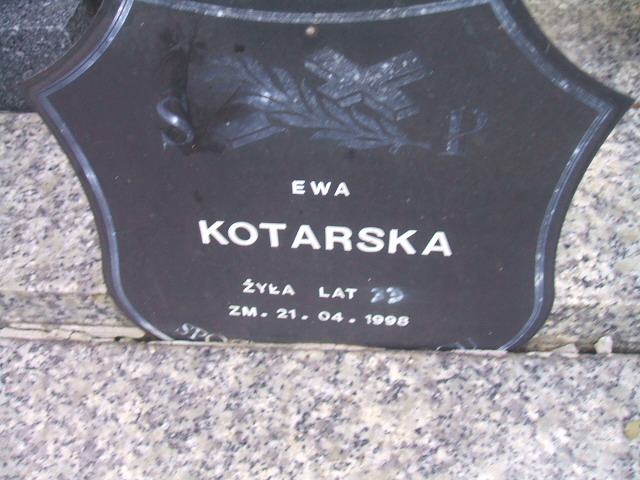 S P
EWA
KOTARSKA
ŻYŁA LAT
ZM. 21. 04. 1998